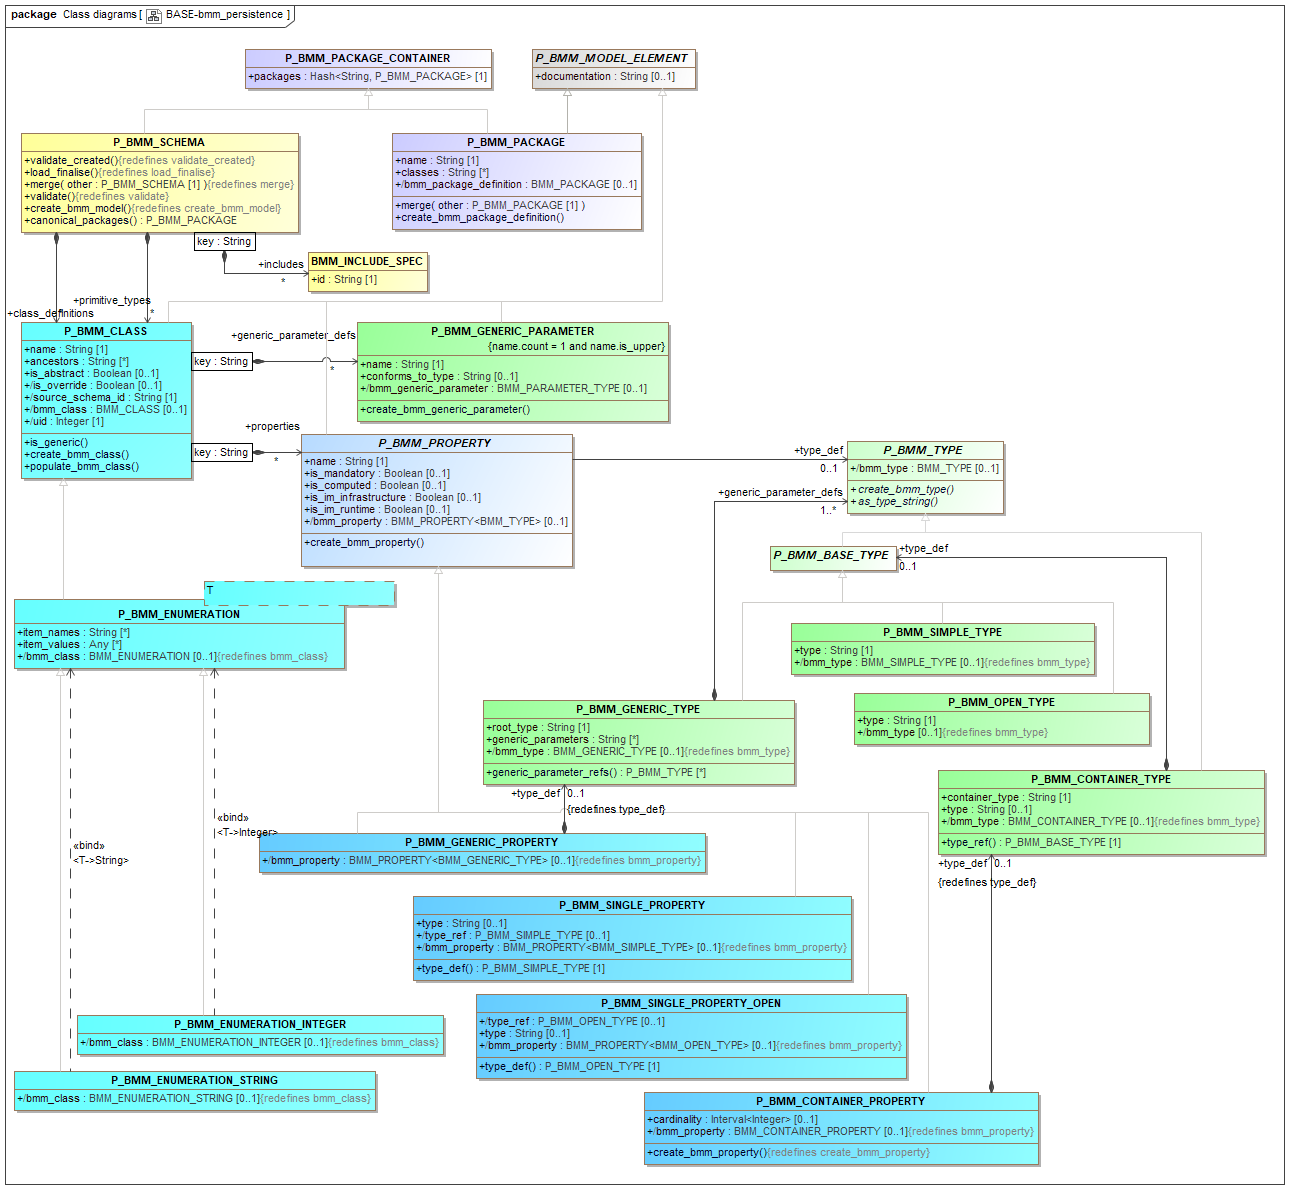 package Class diagrams [ BASE-bmm_persistence ]
P_BMM_PACKAGE_CONTAINER
+packages : Hash<String, P_BMM_PACKAGE> [1]
P_BMM_MODEL_ELEMENT
+documentation : String [0..1]
P_BMM_SCHEMA
+validate_created(){redefines validate_created}
+load_finalise(){redefines load_finalise}
+merge( other : P_BMM_SCHEMA [1] ){redefines merge}
+validate(){redefines validate}
+create_bmm_model(){redefines create_bmm_model}
+canonical_packages() : P_BMM_PACKAGE
P_BMM_PACKAGE
+name : String [1]
+classes : String [*]
+/bmm_package_definition : BMM_PACKAGE [0..1]
+merge( other : P_BMM_PACKAGE [1] )
+create_bmm_package_definition()
key : String
+includes
*
BMM_INCLUDE_SPEC
+id : String [1]
+primitive_types
*
+class_definitions
P_BMM_CLASS
+name : String [1]
+ancestors : String [*]
+is_abstract : Boolean [0..1]
+/is_override : Boolean [0..1]
+/source_schema_id : String [1]
+/bmm_class : BMM_CLASS [0..1]
+/uid : Integer [1]
+is_generic()
+create_bmm_class()
+populate_bmm_class()
key : String
+generic_parameter_defs
*
P_BMM_GENERIC_PARAMETER
{name.count = 1 and name.is_upper}
+name : String [1]
+conforms_to_type : String [0..1]
+/bmm_generic_parameter : BMM_PARAMETER_TYPE [0..1]
+create_bmm_generic_parameter()
key : String
+properties
*
P_BMM_PROPERTY
+name : String [1]
+is_mandatory : Boolean [0..1]
+is_computed : Boolean [0..1]
+is_im_infrastructure : Boolean [0..1]
+is_im_runtime : Boolean [0..1]
+/bmm_property : BMM_PROPERTY<BMM_TYPE> [0..1]
+create_bmm_property()
+type_def
0..1
P_BMM_TYPE
+/bmm_type : BMM_TYPE [0..1]
+create_bmm_type()
+as_type_string()
+generic_parameter_defs
1..*
P_BMM_BASE_TYPE
+type_def
0..1
T
P_BMM_ENUMERATION
+item_names : String [*]
+item_values : Any [*]
+/bmm_class : BMM_ENUMERATION [0..1]{redefines bmm_class}
P_BMM_SIMPLE_TYPE
+type : String [1]
+/bmm_type : BMM_SIMPLE_TYPE [0..1]{redefines bmm_type}
P_BMM_OPEN_TYPE
+type : String [1]
+/bmm_type [0..1]{redefines bmm_type}
P_BMM_GENERIC_TYPE
+root_type : String [1]
+generic_parameters : String [*]
+/bmm_type : BMM_GENERIC_TYPE [0..1]{redefines bmm_type}
+generic_parameter_refs() : P_BMM_TYPE [*]
P_BMM_CONTAINER_TYPE
+container_type : String [1]
+type : String [0..1]
+/bmm_type : BMM_CONTAINER_TYPE [0..1]{redefines bmm_type}
+type_ref() : P_BMM_BASE_TYPE [1]
+type_def 0..1
{redefines type_def}
«bind»
<T->Integer>
«bind»
<T->String>
P_BMM_GENERIC_PROPERTY
+/bmm_property : BMM_PROPERTY<BMM_GENERIC_TYPE> [0..1]{redefines bmm_property}
+type_def 0..1
{redefines type_def}
P_BMM_SINGLE_PROPERTY
+type : String [0..1]
+/type_ref : P_BMM_SIMPLE_TYPE [0..1]
+/bmm_property : BMM_PROPERTY<BMM_SIMPLE_TYPE> [0..1]{redefines bmm_property}
+type_def() : P_BMM_SIMPLE_TYPE [1]
P_BMM_SINGLE_PROPERTY_OPEN
+/type_ref : P_BMM_OPEN_TYPE [0..1]
+type : String [0..1]
+/bmm_property : BMM_PROPERTY<BMM_OPEN_TYPE> [0..1]{redefines bmm_property}
+type_def() : P_BMM_OPEN_TYPE [1]
P_BMM_ENUMERATION_INTEGER
+/bmm_class : BMM_ENUMERATION_INTEGER [0..1]{redefines bmm_class}
P_BMM_ENUMERATION_STRING
+/bmm_class : BMM_ENUMERATION_STRING [0..1]{redefines bmm_class}
P_BMM_CONTAINER_PROPERTY
+cardinality : Interval<Integer> [0..1]
+/bmm_property : BMM_CONTAINER_PROPERTY [0..1]{redefines bmm_property}
+create_bmm_property(){redefines create_bmm_property}